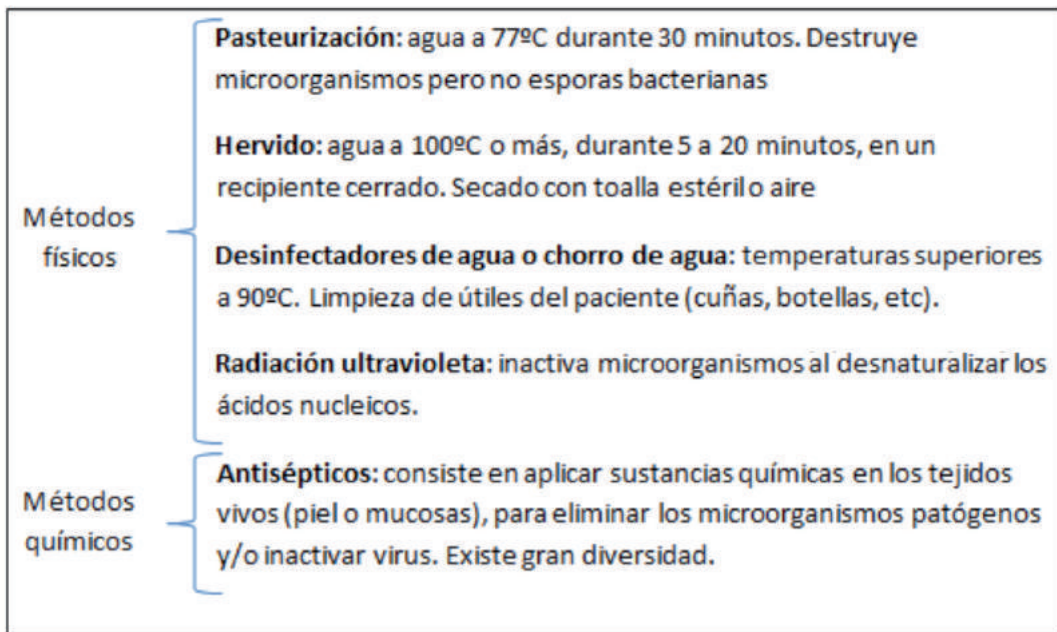 Pasteurización: agua a 77ºC durante 30 minutos. Destruye
microorganismos pero no esporas bacterianas
Hervido: agua a 100ºC o más, durante 5 a 20 minutos, en un
recipiente cerrado. Secado con toalla estéril o aire
Métodos
físicos
Desinfectadores de agua o chorro de agua: temperaturas superiores
a 90ºC. Limpieza de útiles del paciente (cuñas, botellas, etc).
Radiación ultravioleta: inactiva microorganismos al desnaturalizar los
ácidos nucleicos.
Métodos
químicos
Antisépticos: consiste en aplicar sustancias químicas en los tejidos
vivos (piel o mucosas), para eliminar los microorganismos patógenos
y/o inactivar virus. Existe gran diversidad.